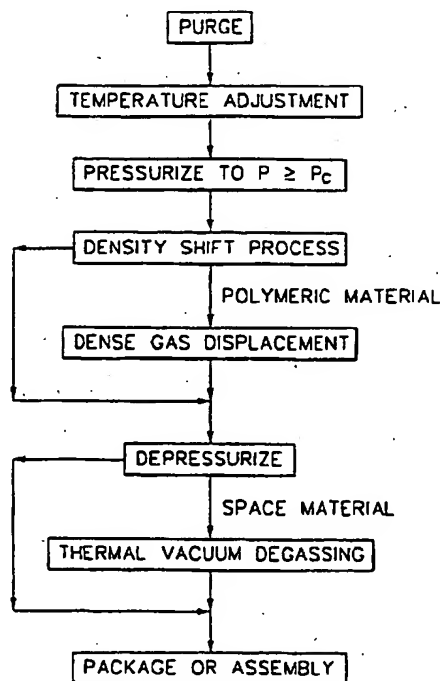 PURGE
TEMPERATURE ADJUSTMENT
PRESSURIZE TO P ≥ Pc
DENSITY SHIFT PROCESS
POLYMERIC MATERIAL
DENSE GAS DISPLACEMENT
DEPRESSURIZE
SPACE MATERIAL
THERMAL VACUUM DEGASSING
PACKAGE OR ASSEMBLY